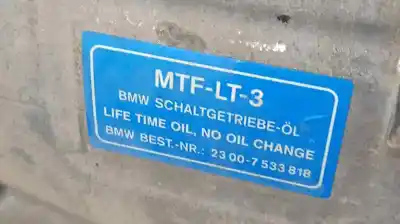 MTF-LT-3
BMW SCHALTGETRIEBE-ÖL
LIFE TIME OIL, NO OIL CHANGE
BMW BEST.-NR.: 23 00-7 533 818